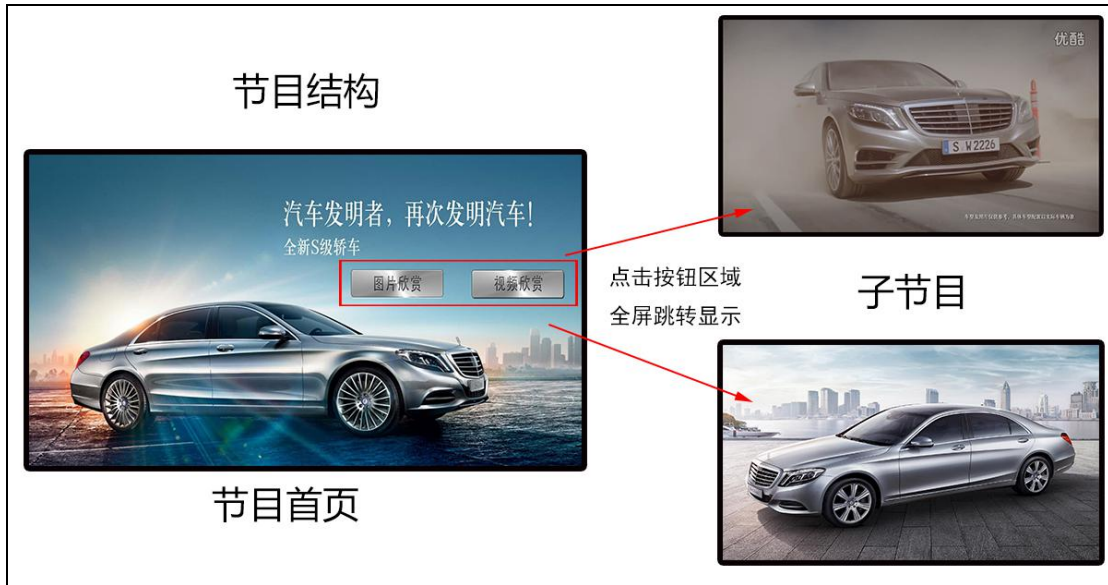 节目结构
汽车发明者，再次发明汽车！
全新S级轿车
图片欣赏
视频欣赏
节目首页
点击按钮区域
全屏跳转显示
优酷
S W 2226
子节目